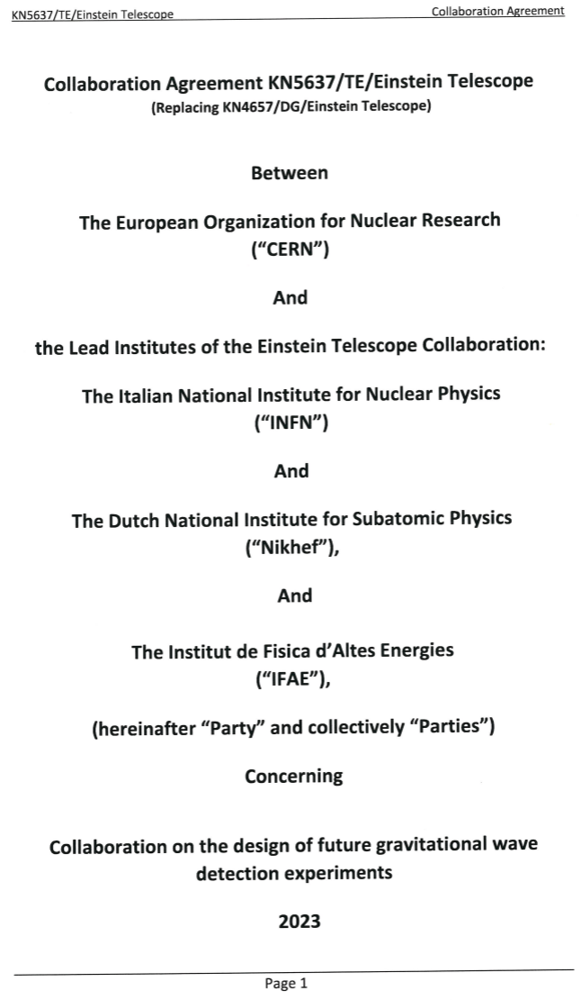 KN5637/TE/Einstein Telescope
Collaboration Agreement
Collaboration Agreement KN5637/TE/Einstein Telescope
(Replacing KN4657/DG/Einstein Telescope)
Between
The European Organization for Nuclear Research
(“CERN”)
And
the Lead Institutes of the Einstein Telescope Collaboration:
The Italian National Institute for Nuclear Physics
(“INFN”)
And
The Dutch National Institute for Subatomic Physics
(“Nikhef”),
And
The Institut de Fisica d’Altes Energies
(“IFAE”),
(hereinafter “Party” and collectively “Parties”)
Concerning
Collaboration on the design of future gravitational wave
detection experiments
2023
Page 1